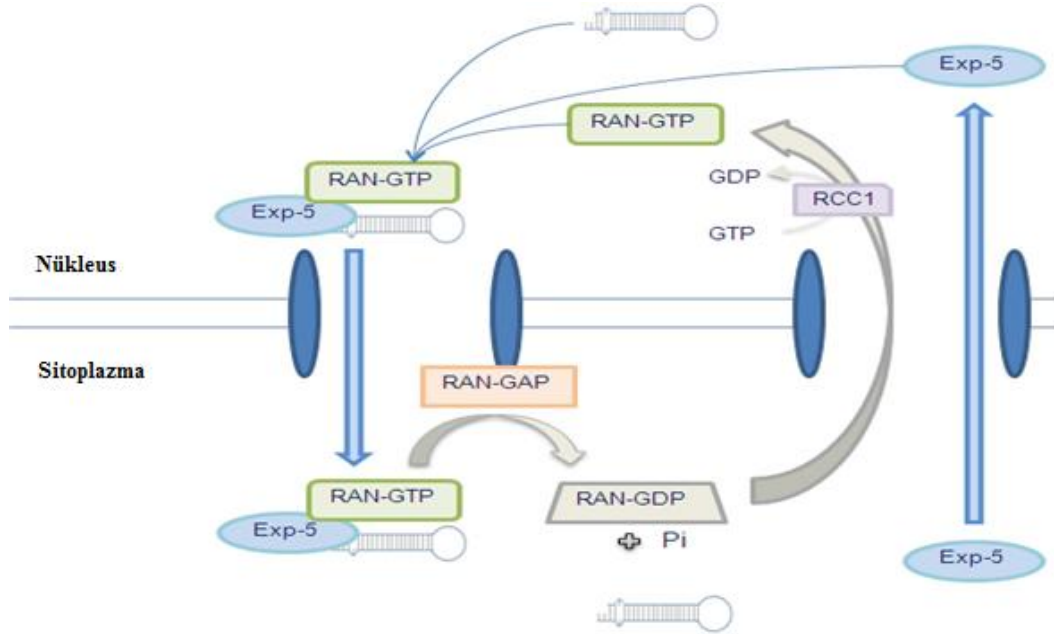 Exp-5
RAN-GTP
RAN-GTP
GDP
RCC1
Exp-5
GTP
Nükleus
Sitoplazma
RAN-GAP
RAN-GTP
RAN-GDP
Exp-5
Pi
Exp-5